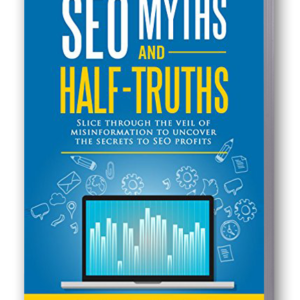 SEO MYTHS
AND
HALF-TRUTHS
SLICE THROUGH THE VEIL OF
MISINFORMATION TO UNCOVER
THE SECRETS TO SEO PROFITS